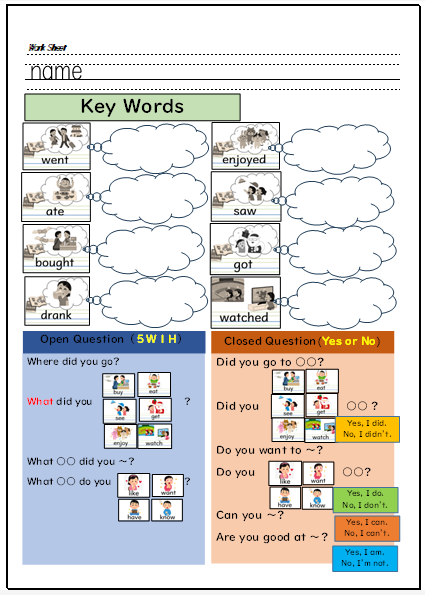 Work Sheet
name
Key Words
went
enjoyed
ate
saw
bought
got
drank
watched
Open Question (5W1H)
Where did you go?
buy eat
What did you ?
see get
enjoy watch
What ○○ did you ~?
What ○○ do you ?
like want
have know
Closed Question(Yes or No)
Did you go to ○○?
buy eat
Did you ○○?
see get
enjoy watch
Yes, I did.
No, I didn't.
Do you want to ~?
Do you ○○?
like want
have know
Yes, I do.
No, I don't.
Can you ~?
Yes, I can.
No, I can't.
Are you good at ~?
Yes, I am.
No, I'm not.